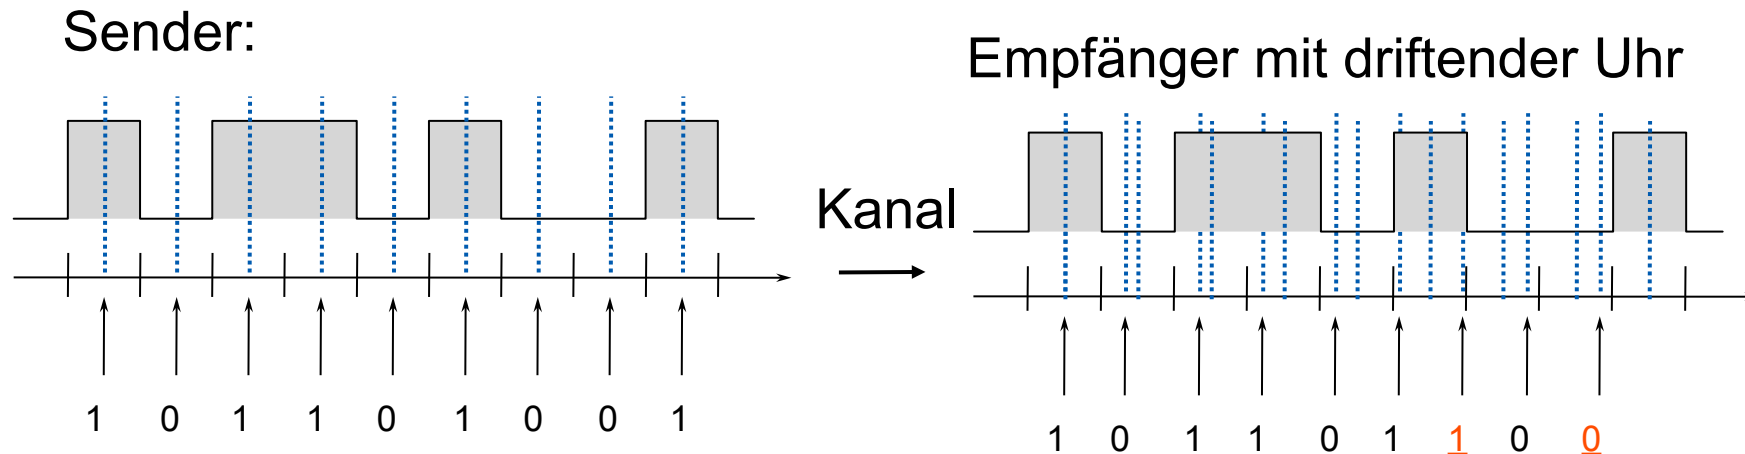 Sender:
Empfänger mit driftender Uhr
Kanal
1 0 1 1 0 1 0 0 1
1 0 1 1 0 1 1 0 0